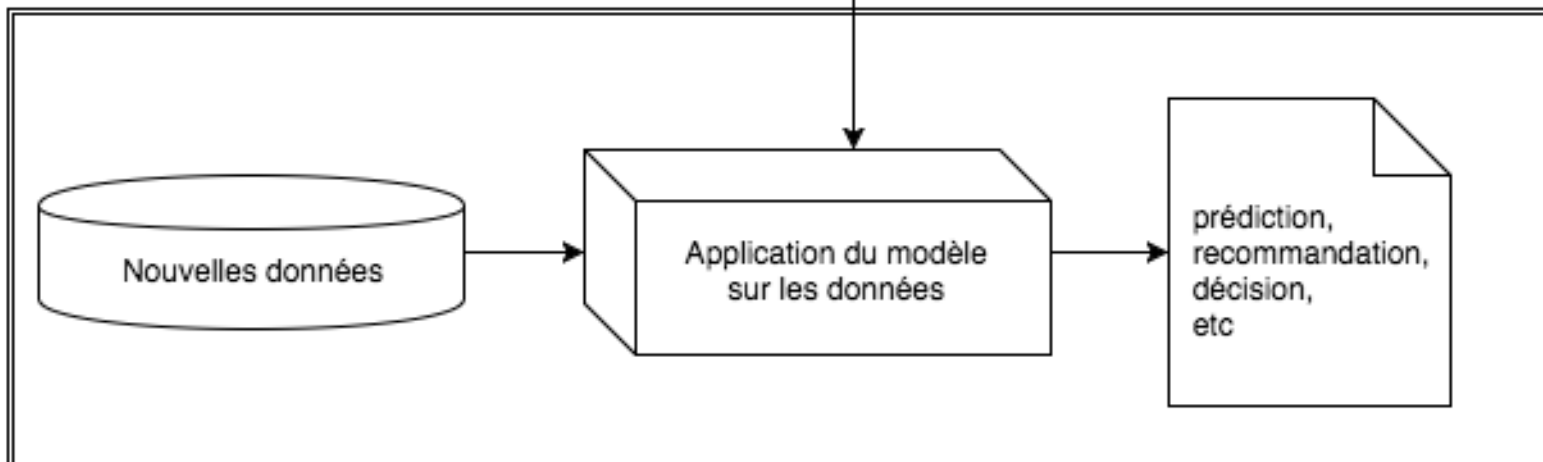 Nouvelles données
Application du modèle
sur les données
prédiction,
recommandation,
décision,
etc